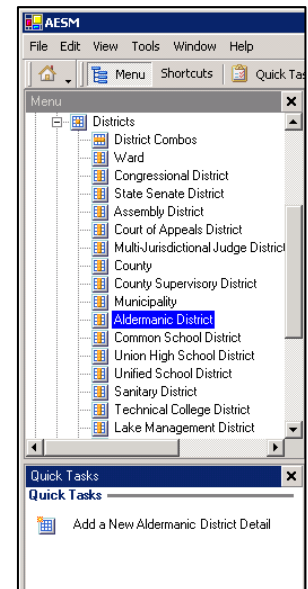 AESM
File Edit View Tools Window Help
Menu Shortcuts Quick Tas
Menu
Districts
District Combos
Ward
Congressional District
State Senate District
Assembly District
Court of Appeals District
Multi-Jurisdictional Judge District
County
County Supervisory District
Municipality
Aldermanic District
Common School District
Union High School District
Unified School District
Sanitary District
Technical College District
Lake Management District
Quick Tasks
Quick Tasks
Add a New Aldermanic District Detail